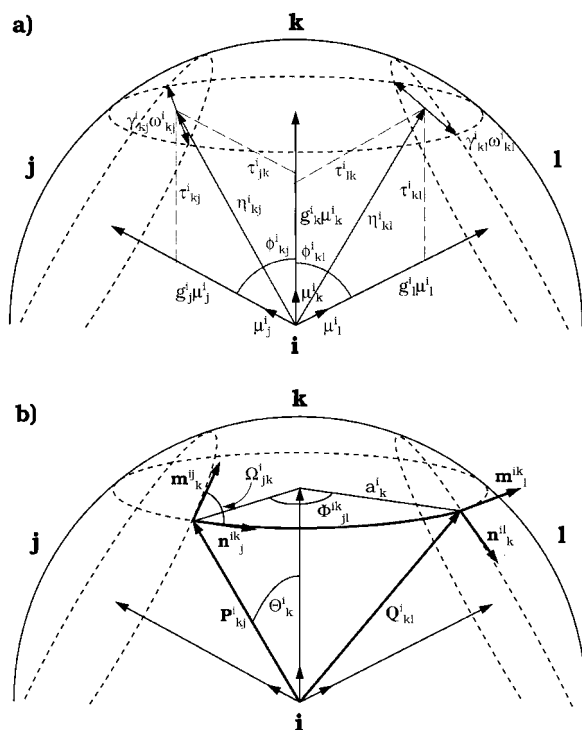 a)
k
j
l
γ^i_kj ω^i_kj
γ^i_kl ω^i_kl
τ^i_jk
τ^i_lk
τ^i_kj
τ^i_kl
η^i_kj
g^i_k μ^i_k
η^i_kl
φ^i_kj
φ^i_kl
g^i_j μ^i_j
μ^i_k
g^i_l μ^i_l
μ^i_j
μ^i_l
i
b)
k
m^ij_k
Ω^i_jk
a^i_k
m^ik_l
Φ^ik_jl
j
l
n^ik_j
n^il_k
Θ^i_k
P^i_kj
Q^i_kl
i